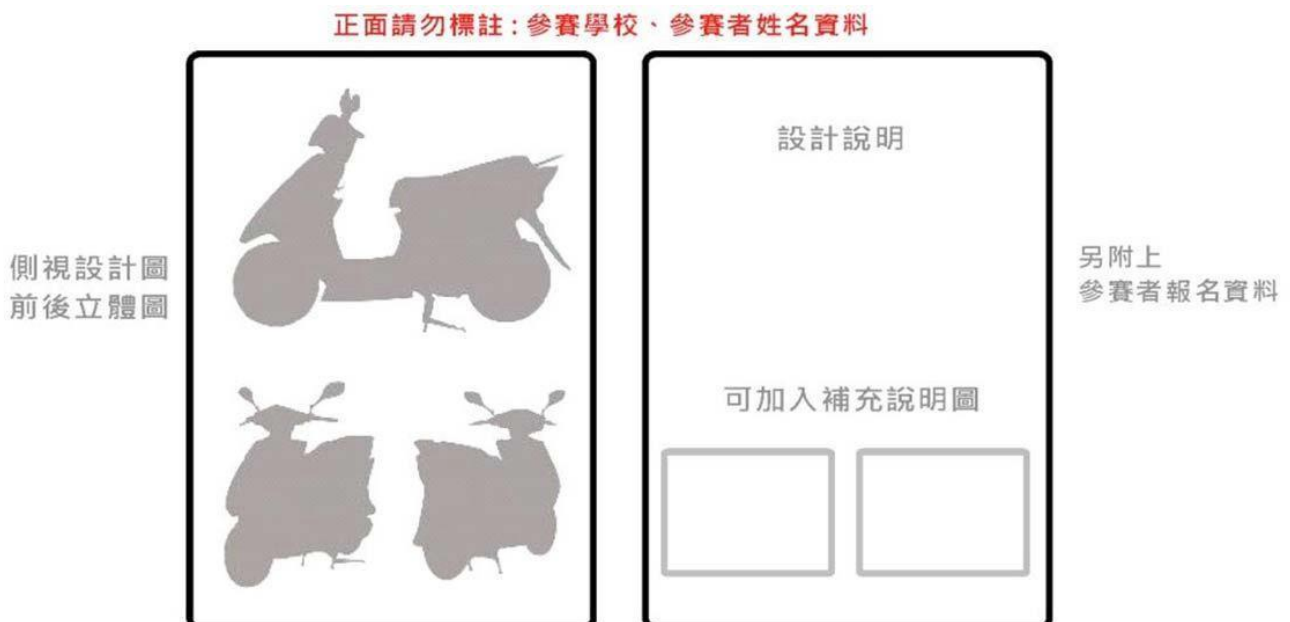 正面請勿標註:參賽學校、參賽者姓名資料
側視設計圖
前後立體圖
設計說明
可加入補充說明圖
另附上
參賽者報名資料